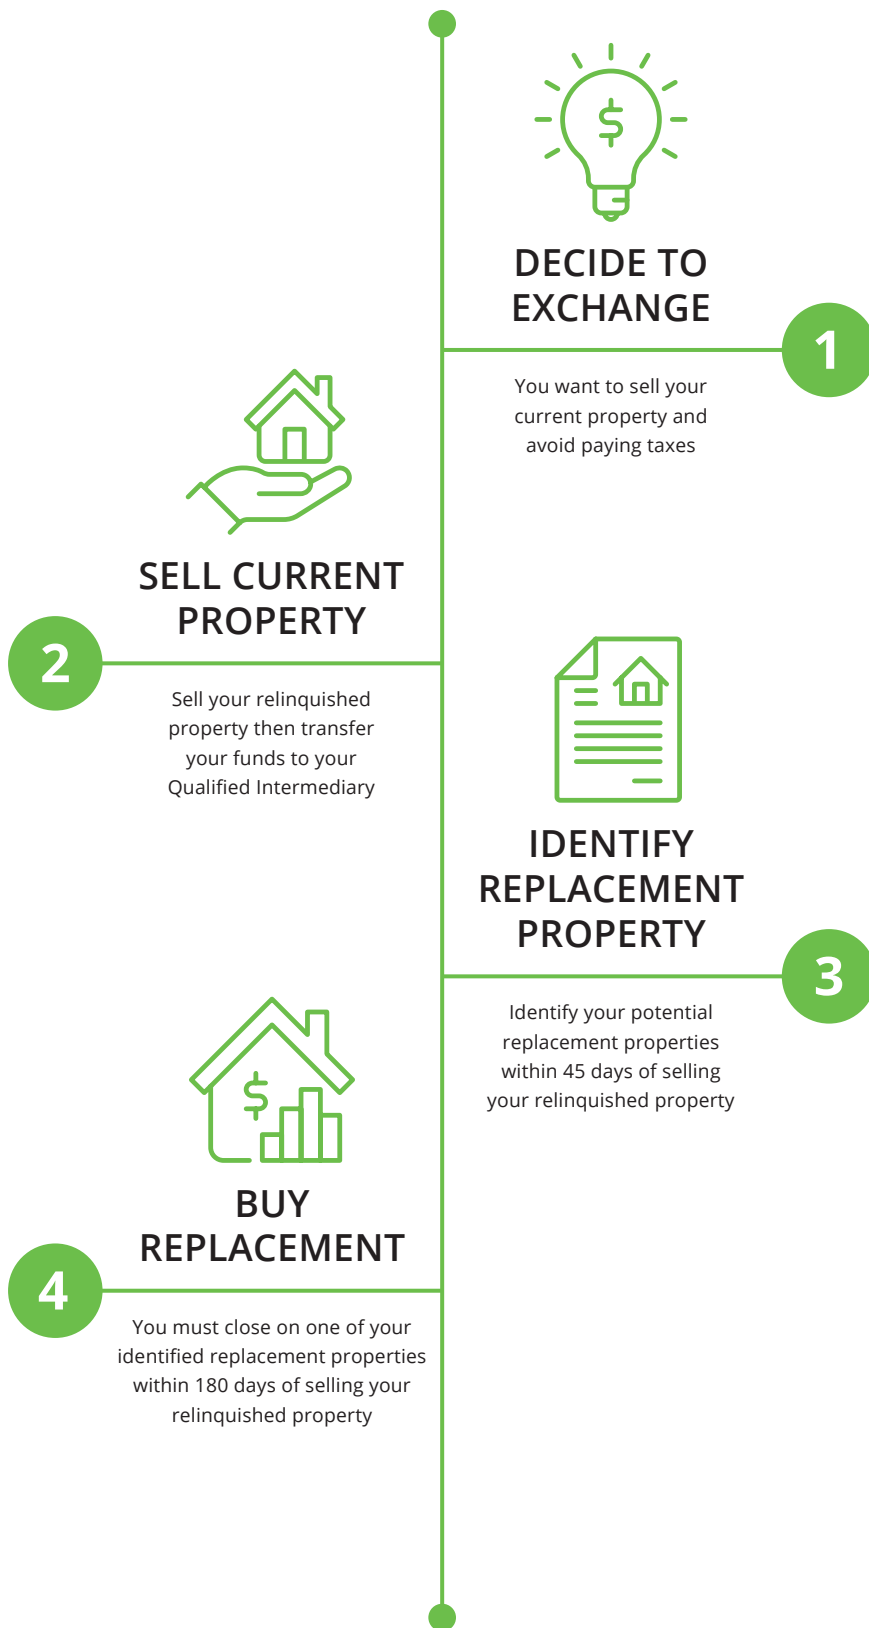 $
DECIDE TO
EXCHANGE
1
You want to sell your
current property and
avoid paying taxes
SELL CURRENT
PROPERTY
2
Sell your relinquished
property then transfer
your funds to your
Qualified Intermediary
IDENTIFY
REPLACEMENT
PROPERTY
3
Identify your potential
replacement properties
within 45 days of selling
your relinquished property
$
BUY
REPLACEMENT
4
You must close on one of your
identified replacement properties
within 180 days of selling your
relinquished property